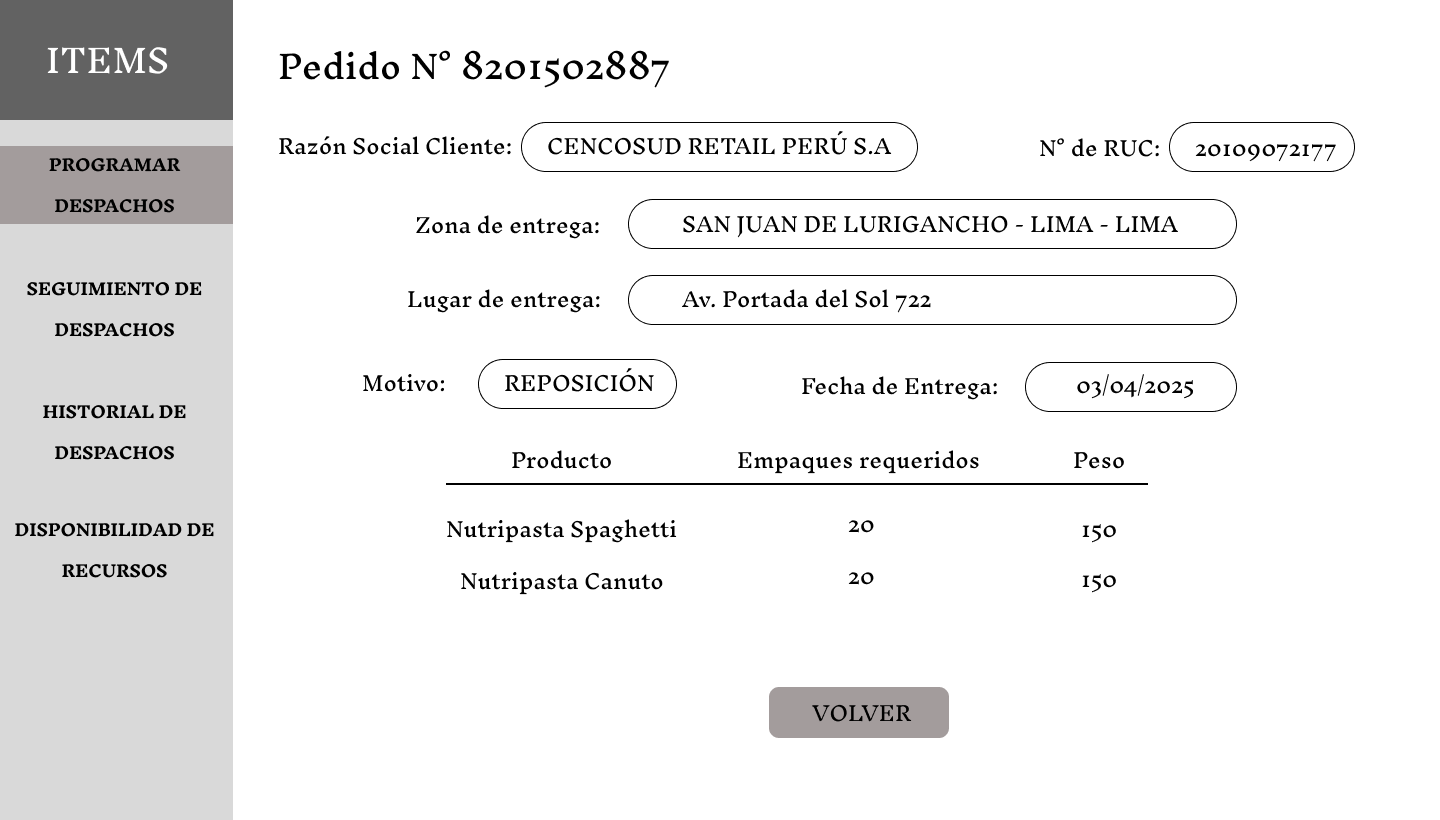 ITEMS
PROGRAMAR
DESPACHOS
SEGUIMIENTO DE
DESPACHOS
HISTORIAL DE
DESPACHOS
DISPONIBILIDAD DE
RECURSOS
Pedido N° 8201502887
Razón Social Cliente: CENCOSUD RETAIL PERÚ S.A N° de RUC: 20109072177
Zona de entrega: SAN JUAN DE LURIGANCHO - LIMA - LIMA
Lugar de entrega: Av. Portada del Sol 722
Motivo: REPOSICIÓN Fecha de Entrega: 03/04/2025
Producto Empaques requeridos Peso
Nutripasta Spaghetti 20 150
Nutripasta Canuto 20 150
VOLVER